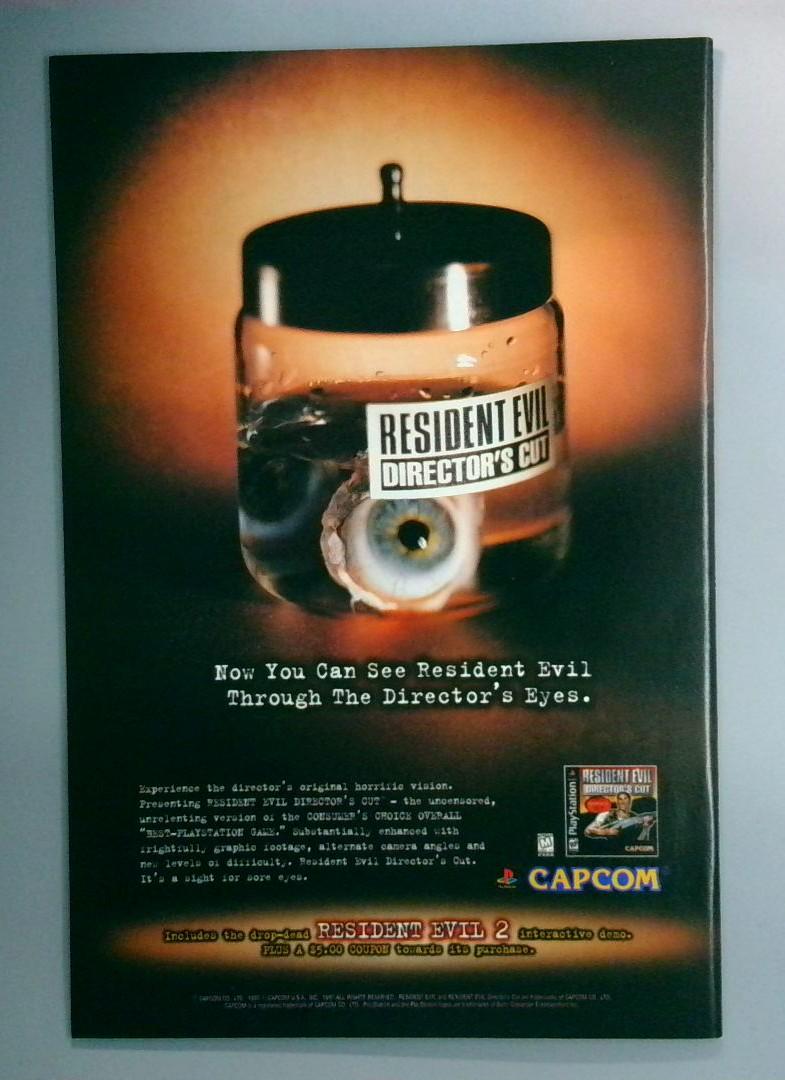 RESIDENT EVIL
DIRECTOR'S CUT
Now You Can See Resident Evil
Through The Director's Eyes.
Experience the director's original horrific vision.
Presenting RESIDENT EVIL DIRECTOR'S CUT™ – the uncensored,
unrelenting version of the CONSUMER'S CHOICE OVERALL
"BEST-PLAYSTATION GAME." Substantially enhanced with
frightfully graphic footage, alternate camera angles and
new levels of difficulty. Resident Evil Director's Cut.
It's a sight for sore eyes.
PlayStation
RESIDENT EVIL
DIRECTOR'S CUT
CAPCOM
M
CAPCOM
Includes the drop-dead RESIDENT EVIL 2 interactive demo.
PLUS A $5.00 COUPON towards its purchase.